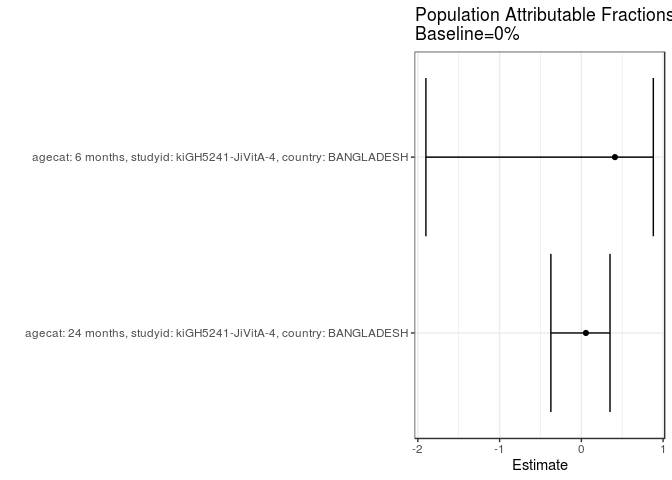 Population Attributable Fractions
Baseline=0%
agecat: 6 months, studyid: kiGH5241-JiVitA-4, country: BANGLADESH
agecat: 24 months, studyid: kiGH5241-JiVitA-4, country: BANGLADESH
-2 -1 0 1
Estimate